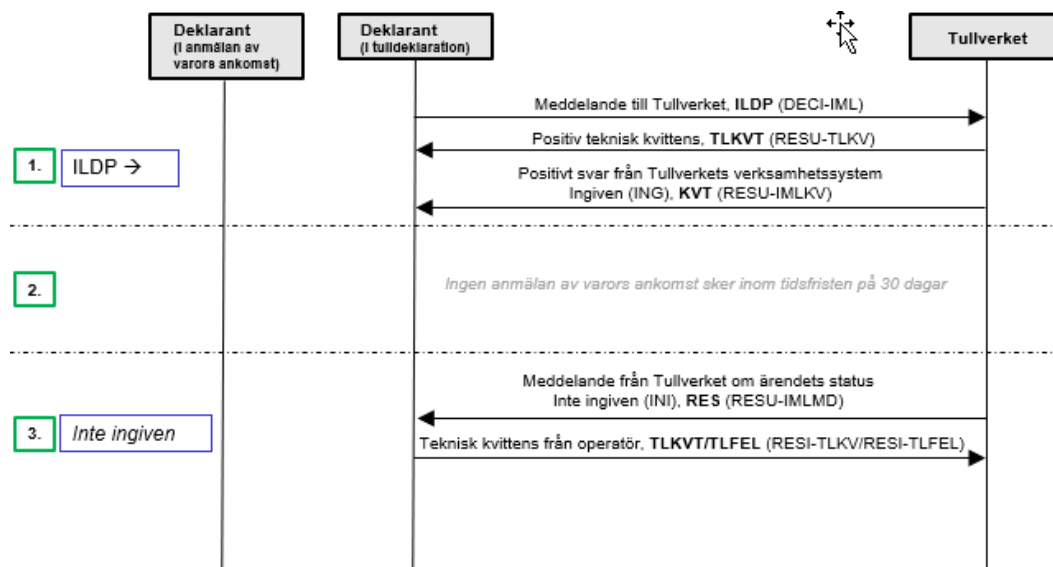 Deklarant
(I anmälan av
varors ankomst)
Deklarant
(I tulldeklaration)
Tullverket
Meddelande till Tullverket, ILDP (DECI-IML)
Positiv teknisk kvittens, TLKVT (RESU-TLKV)
1.
ILDP →
Positivt svar från Tullverkets verksamhetssystem
Ingiven (ING), KVT (RESU-IMLKV)
2.
Ingen anmälan av varors ankomst sker inom tidsfristen på 30 dagar
Meddelande från Tullverket om ärendets status
Inte ingiven (INI), RES (RESU-IMLMD)
3.
Inte ingiven
Teknisk kvittens från operatör, TLKVT/TLFEL (RESI-TLKV/RESI-TLFEL)